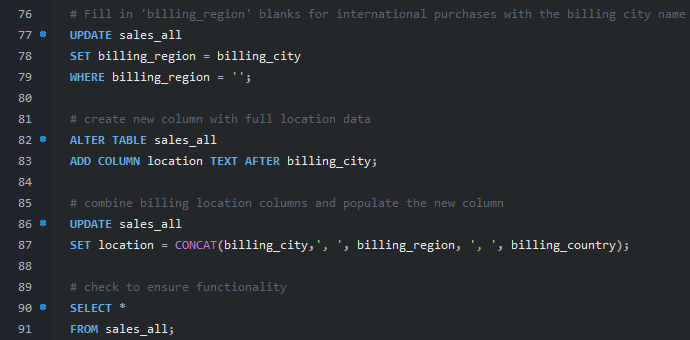 76 # Fill in 'billing_region' blanks for international purchases with the billing city name
77 UPDATE sales_all
78 SET billing_region = billing_city
79 WHERE billing_region = '';
80
81 # create new column with full location data
82 ALTER TABLE sales_all
83 ADD COLUMN location TEXT AFTER billing_city;
84
85 # combine billing location columns and populate the new column
86 UPDATE sales_all
87 SET location = CONCAT(billing_city,', ', billing_region, ', ', billing_country);
88
89 # check to ensure functionality
90 SELECT *
91 FROM sales_all;